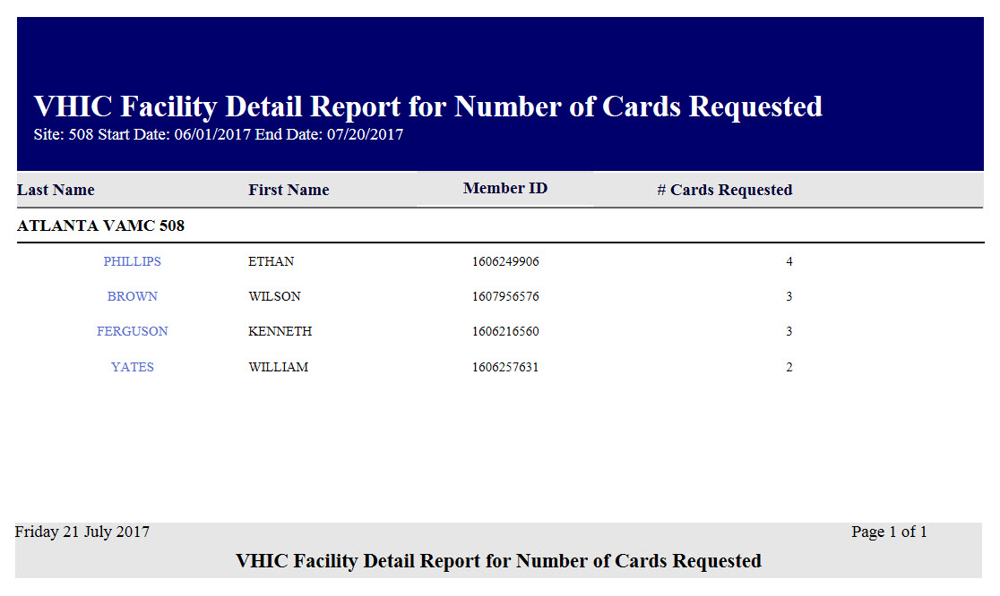 VHIC Facility Detail Report for Number of Cards Requested
Site: 508 Start Date: 06/01/2017 End Date: 07/20/2017
Last Name First Name Member ID # Cards Requested
ATLANTA VAMC 508
PHILLIPS ETHAN 1606249906 4
BROWN WILSON 1607956576 3
FERGUSON KENNETH 1606216560 3
YATES WILLIAM 1606257631 2
Friday 21 July 2017 Page 1 of 1
VHIC Facility Detail Report for Number of Cards Requested